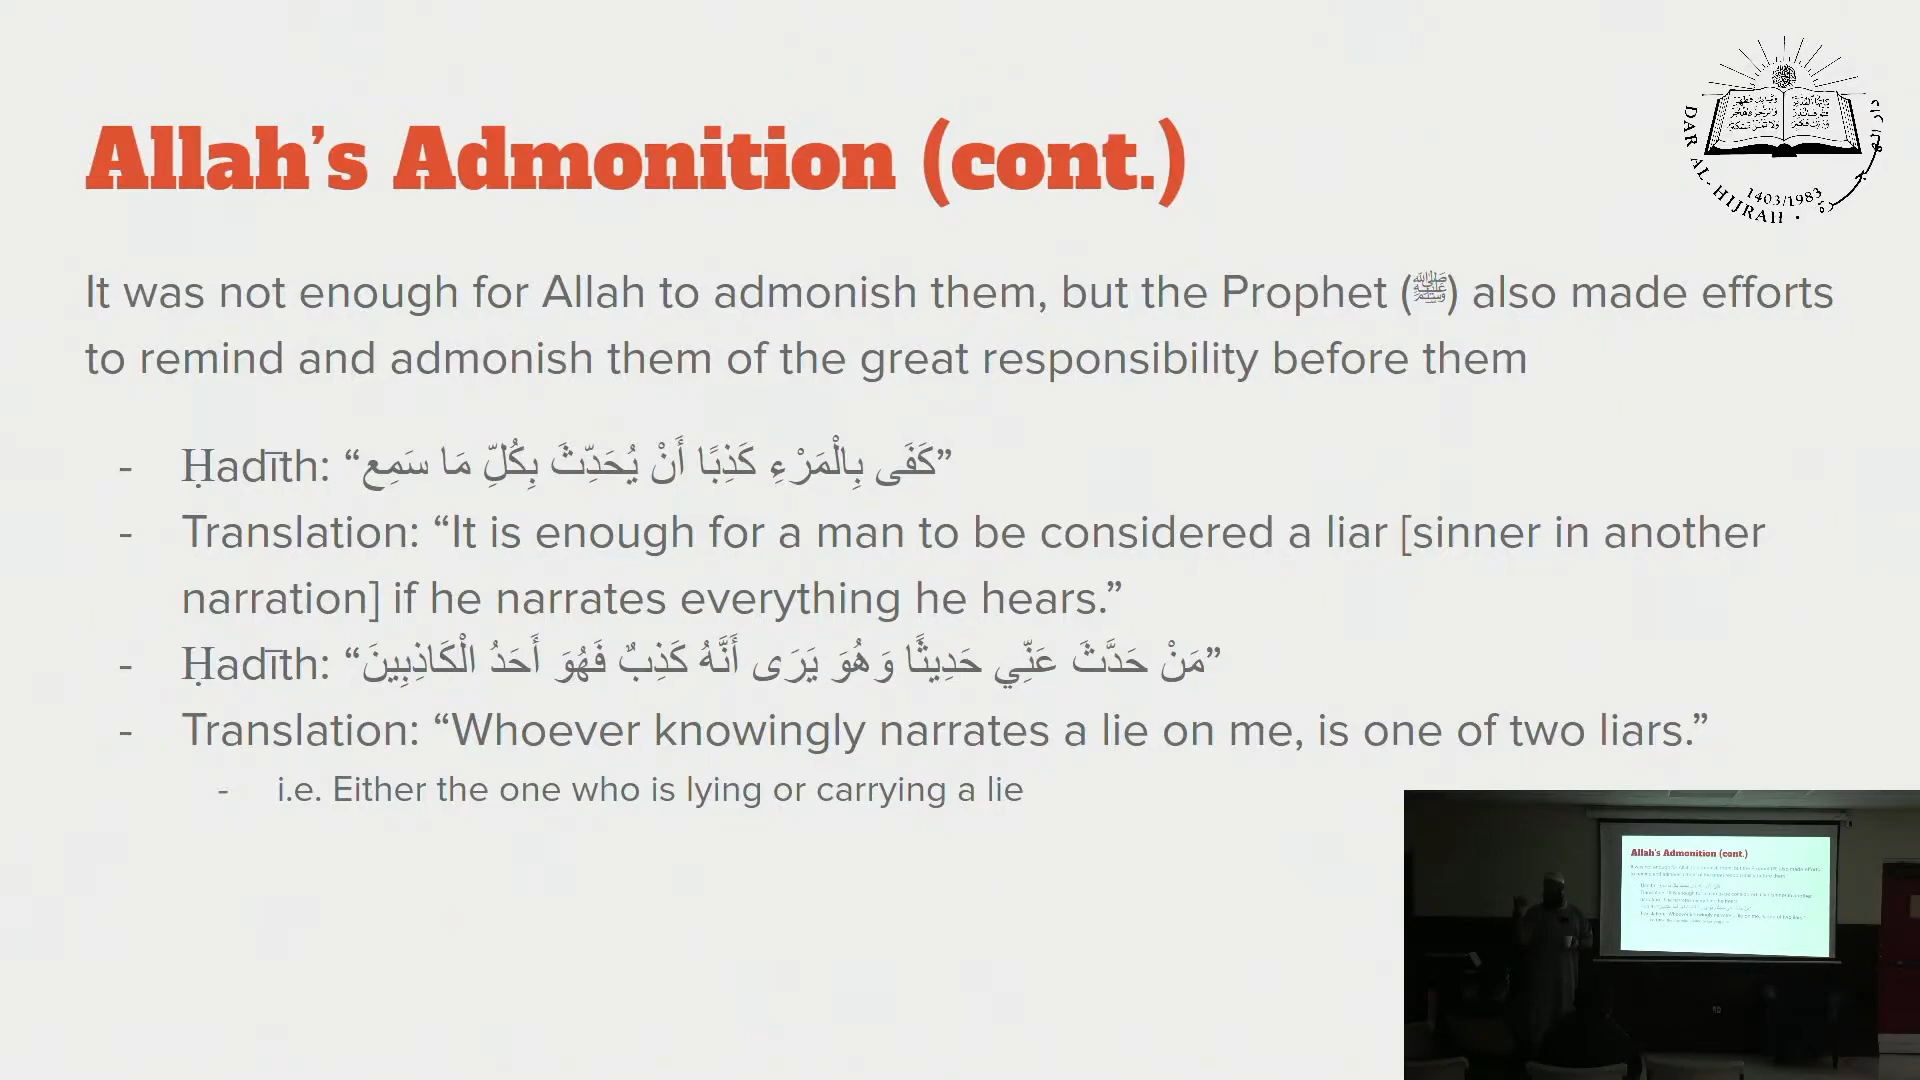 Allah’s Admonition (cont.)
It was not enough for Allah to admonish them, but the Prophet (ﷺ) also made efforts
to remind and admonish them of the great responsibility before them
- Ḥadīth: “كَفَى بِالْمَرْءِ كَذِبًا أَنْ يُحَدِّثَ بِكُلِّ مَا سَمِع”
- Translation: “It is enough for a man to be considered a liar [sinner in another
narration] if he narrates everything he hears.”
- Ḥadīth: “مَنْ حَدَّثَ عَنِّي حَدِيثًا وَهُوَ يَرَى أَنَّهُ كَذِبٌ فَهُوَ أَحَدُ الْكَاذِبِينَ”
- Translation: “Whoever knowingly narrates a lie on me, is one of two liars.”
- i.e. Either the one who is lying or carrying a lie
DAR AL-HIJRAH
1403/1983
Allah’s Admonition (cont.)